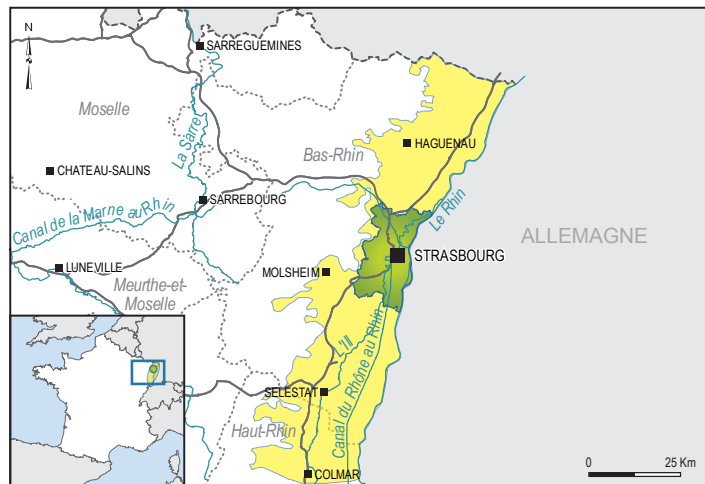 N
SARREGUEMINES
Moselle
La Sarre
Bas-Rhin
HAGUENAU
CHATEAU-SALINS
SARREBOURG
Canal de la Marne au Rhin
Le Rhin
ALLEMAGNE
STRASBOURG
LUNEVILLE
MOLSHEIM
Meurthe-et-
Moselle
L'Ill
Canal du Rhône au Rhin
SELESTAT
Haut-Rhin
COLMAR
0 25 Km